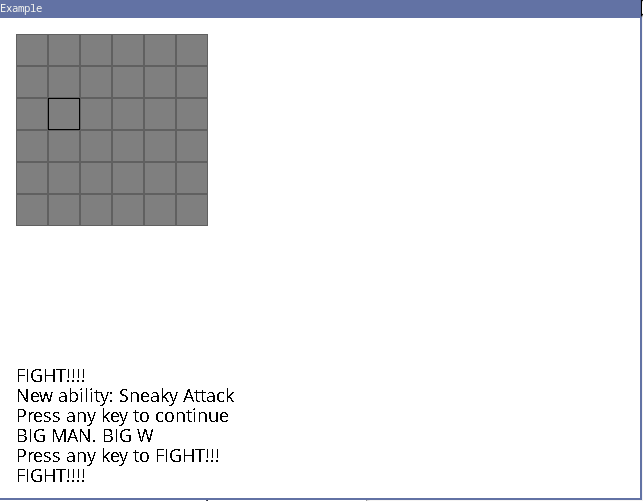 Example
FIGHT!!!!
New ability: Sneaky Attack
Press any key to continue
BIG MAN. BIG W
Press any key to FIGHT!!!
FIGHT!!!!